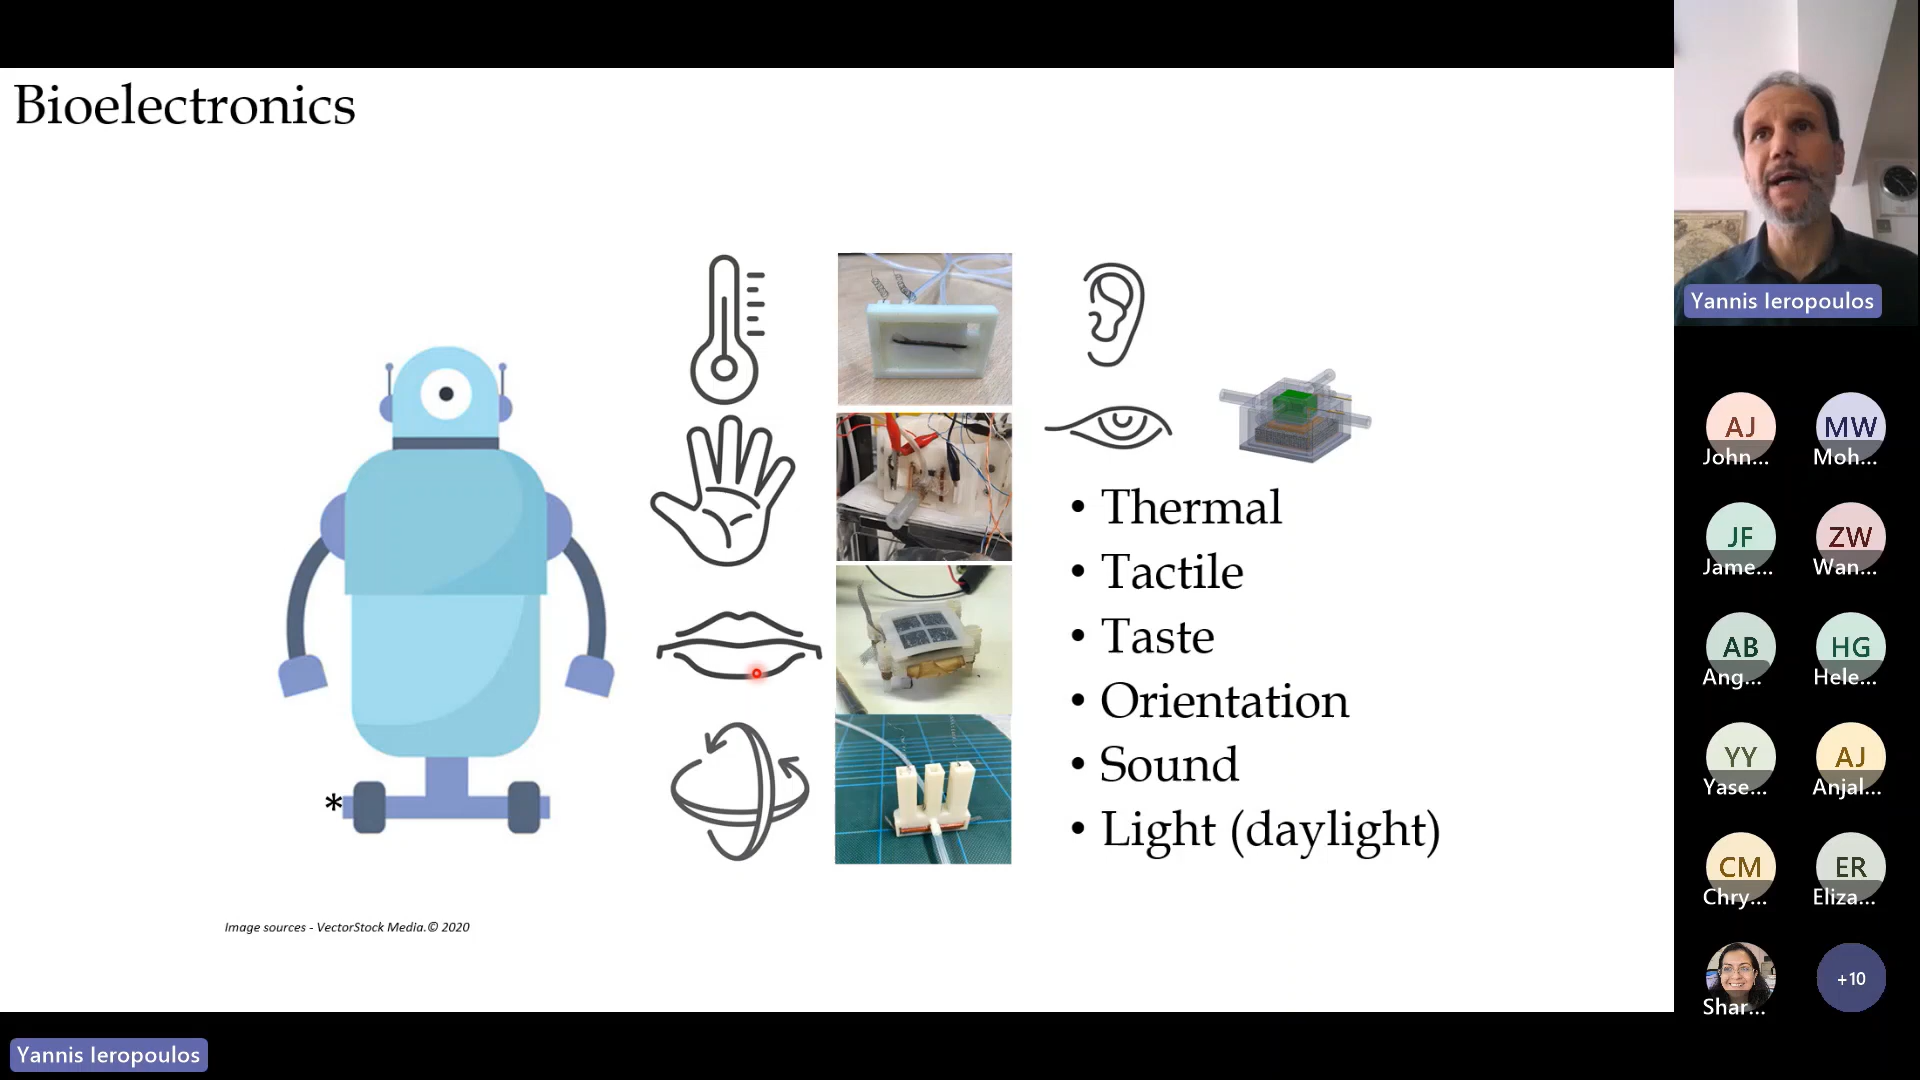 Bioelectronics
• Thermal
• Tactile
• Taste
• Orientation
• Sound
• Light (daylight)
*
Image sources - VectorStock Media.© 2020
Yannis Ieropoulos
AJ
John...
MW
Moh...
JF
Jame...
ZW
Wan...
AB
Ang...
HG
Hele...
YY
Yase...
AJ
Anjal...
CM
Chry...
ER
Eliza...
Shar...
+10
Yannis Ieropoulos